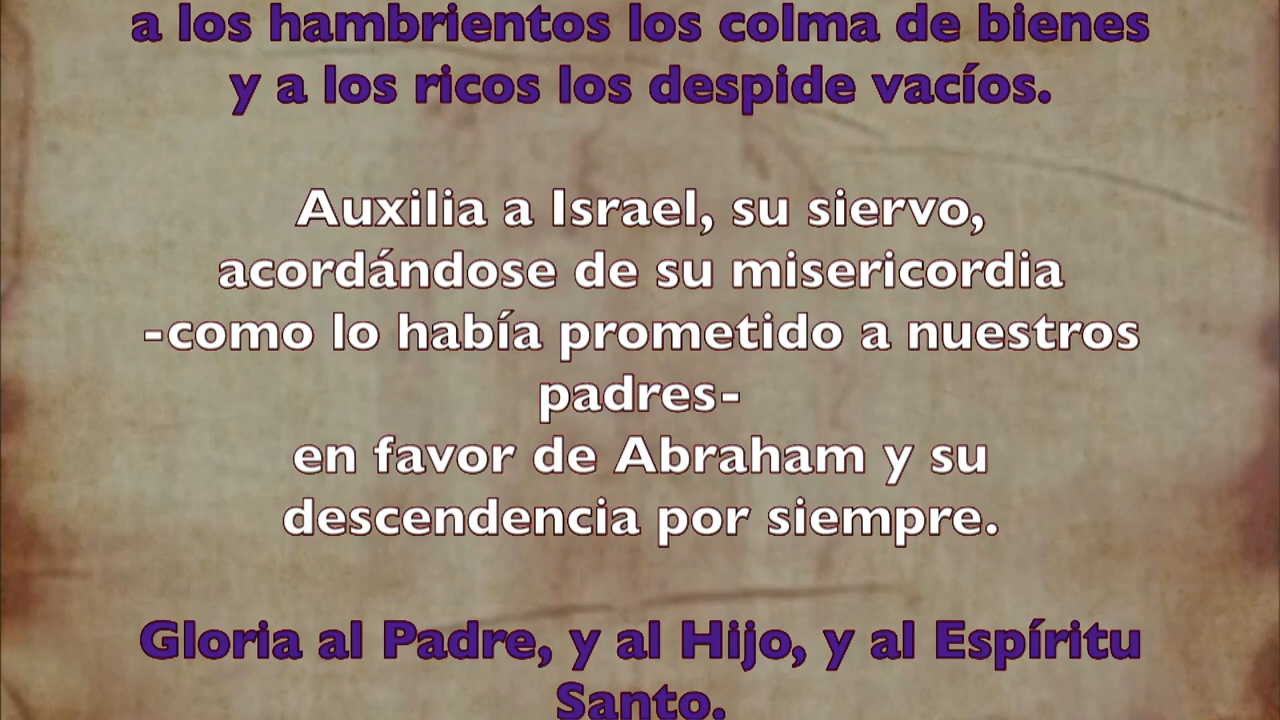 a los hambrientos los colma de bienes
y a los ricos los despide vacíos.
Auxilia a Israel, su siervo,
acordándose de su misericordia
-como lo había prometido a nuestros
padres-
en favor de Abraham y su
descendencia por siempre.
Gloria al Padre, y al Hijo, y al Espíritu
Santo.